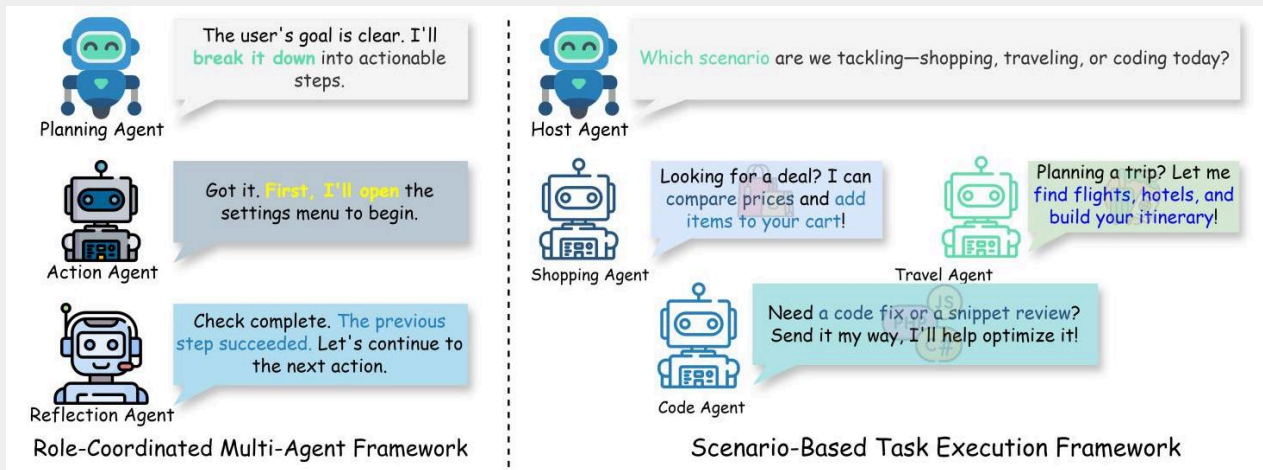 The user's goal is clear. I'll
break it down into actionable
steps.
Planning Agent
Got it. First, I'll open the
settings menu to begin.
Action Agent
Check complete. The previous
step succeeded. Let's continue to
the next action.
Reflection Agent
Role-Coordinated Multi-Agent Framework
Which scenario are we tackling—shopping, traveling, or coding today?
Host Agent
Looking for a deal? I can
compare prices and add
items to your cart!
Shopping Agent
Planning a trip? Let me
find flights, hotels, and
build your itinerary!
Travel Agent
Need a code fix or a snippet review?
Send it my way, I'll help optimize it!
JS
PHP
C#
Code Agent
Scenario-Based Task Execution Framework